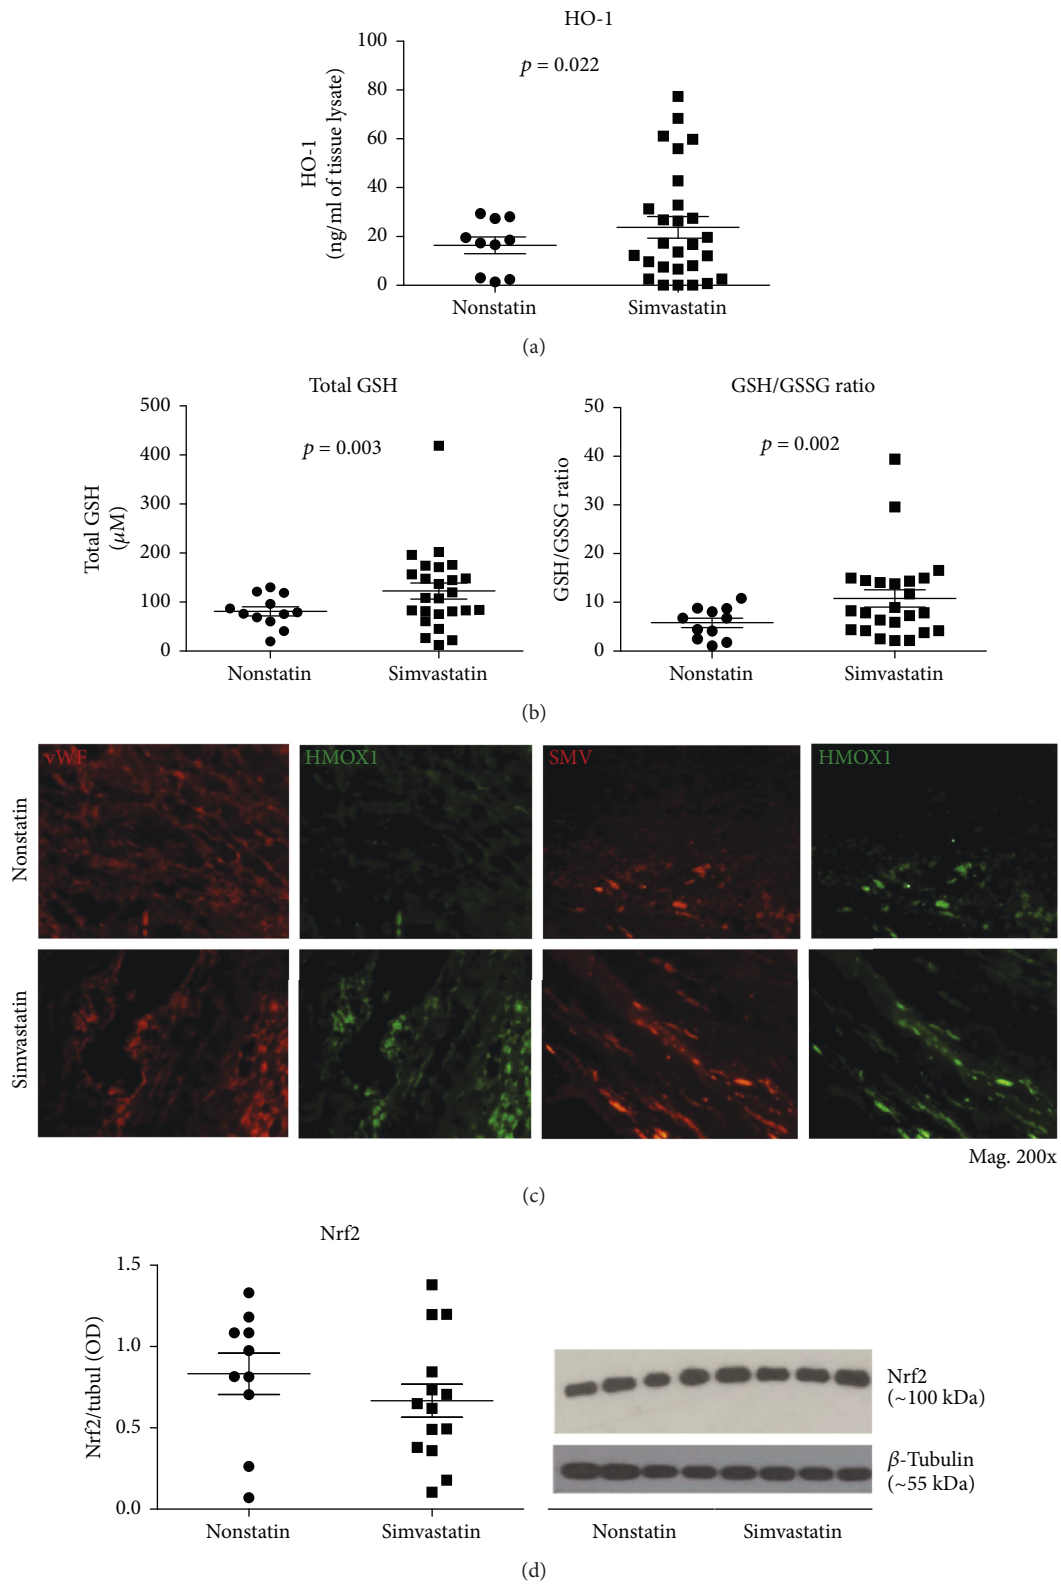 HO-1
100
80
60
40
20
0
HO-1
(ng/ml of tissue lysate)
p = 0.022
Nonstatin
Simvastatin
(a)
Total GSH
500
400
300
200
100
0
Total GSH
(μM)
p = 0.003
Nonstatin
Simvastatin
GSH/GSSG ratio
50
40
30
20
10
0
GSH/GSSG ratio
p = 0.002
Nonstatin
Simvastatin
(b)
vWF
HMOX1
SMV
HMOX1
Nonstatin
Simvastatin
Mag. 200x
(c)
Nrf2
1.5
1.0
0.5
0.0
Nrf2/tubul (OD)
Nonstatin
Simvastatin
Nrf2
(~100 kDa)
β-Tubulin
(~55 kDa)
Nonstatin
Simvastatin
(d)